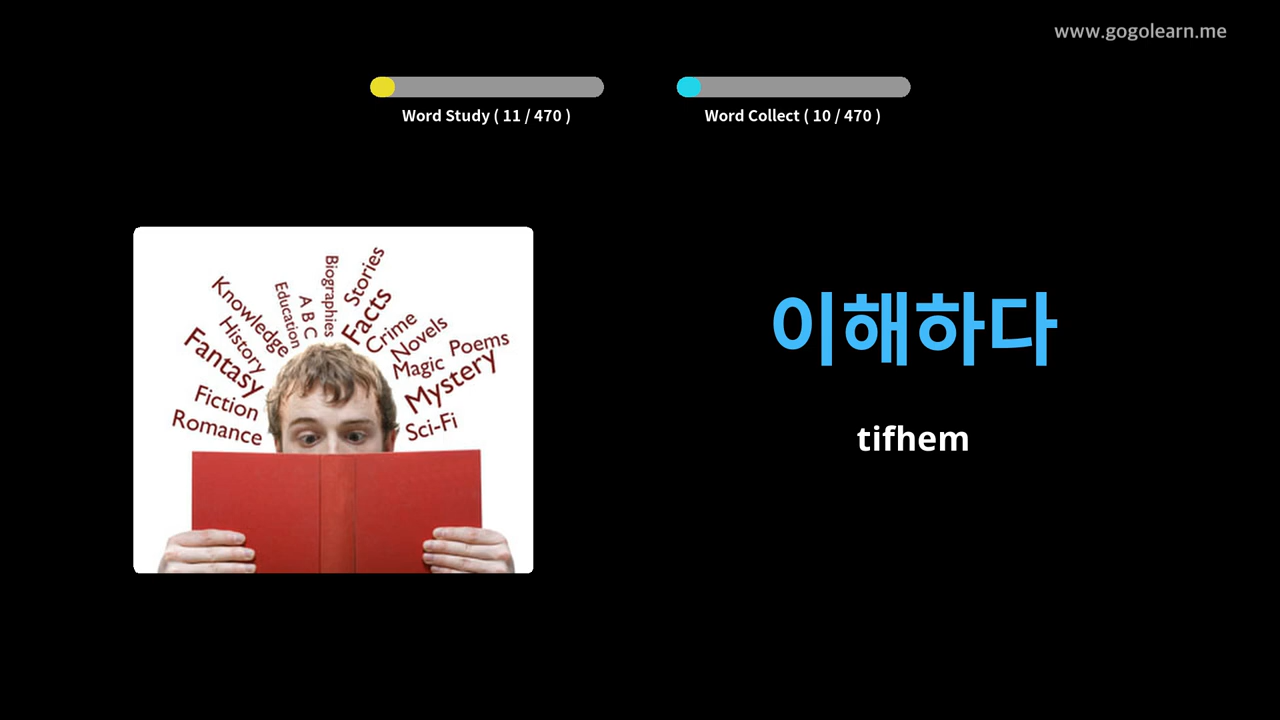 www.gogolearn.me
Word Study ( 11 / 470 )
Word Collect ( 10 / 470 )
Knowledge
History
Fantasy
Fiction
Romance
Education
A B C
Biographies
Stories
Facts
Crime
Novels
Magic
Poems
Mystery
Sci-Fi
이해하다
tifhem